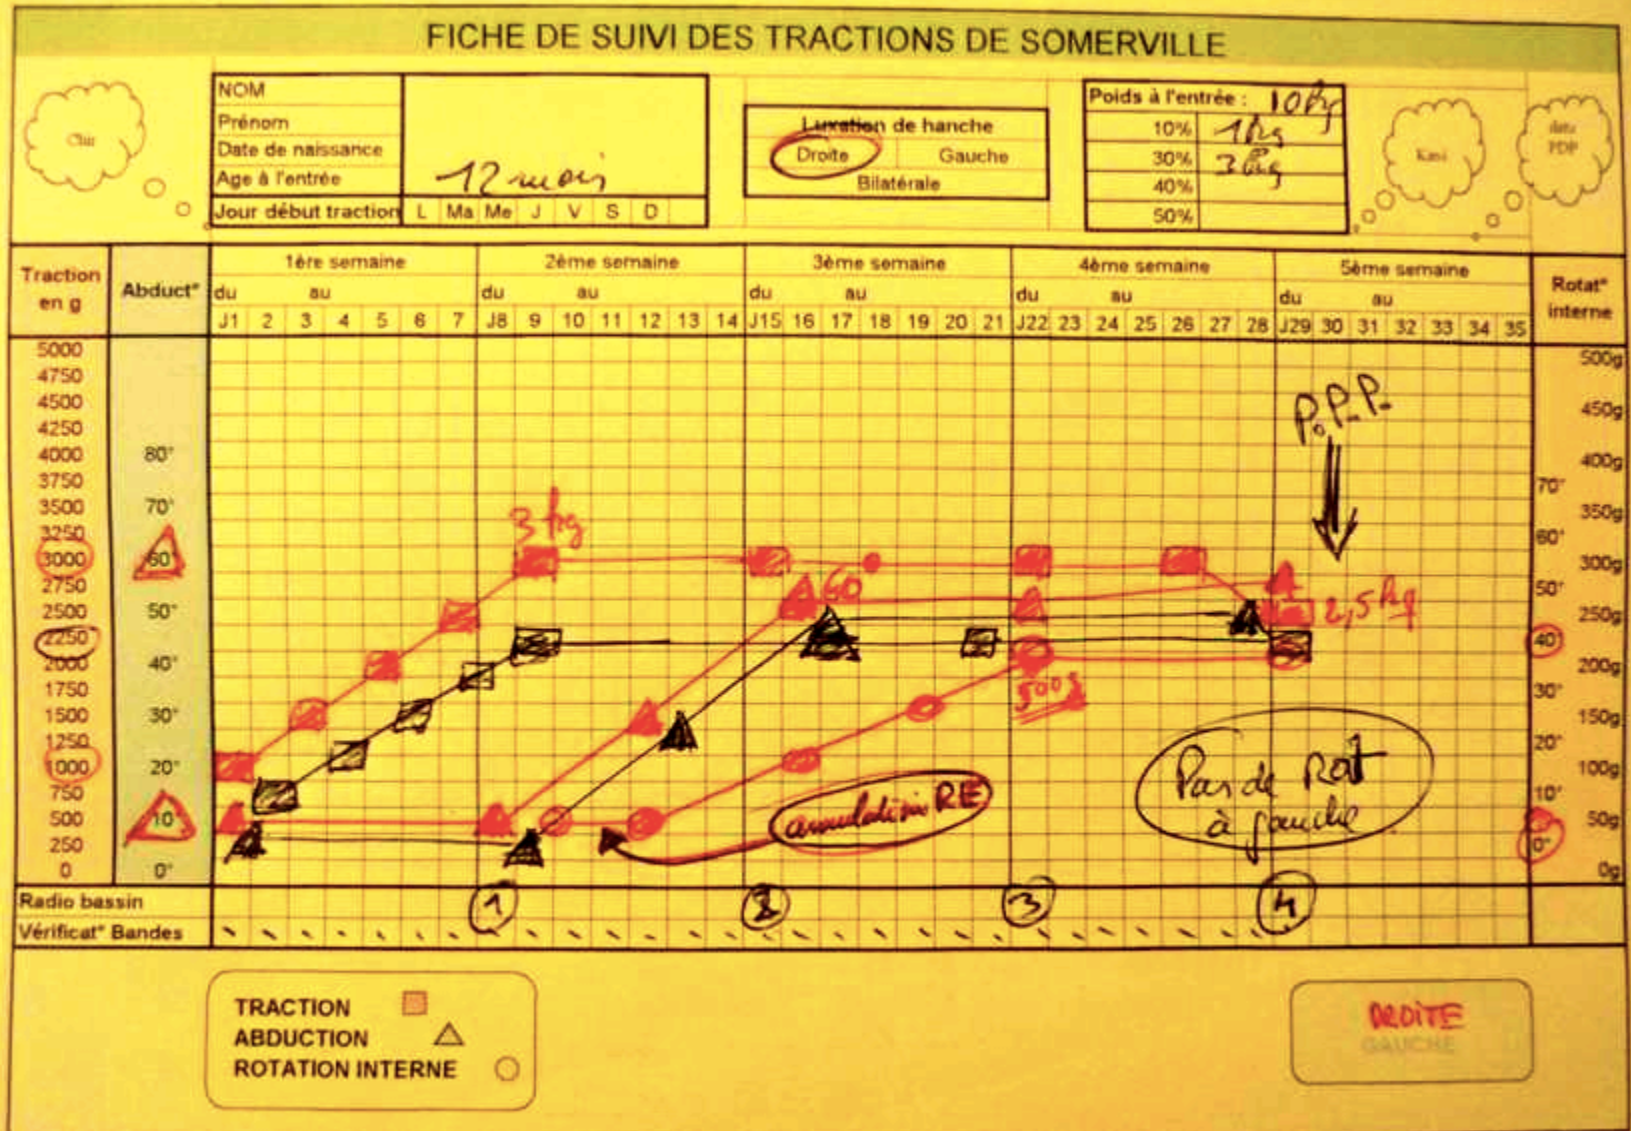 FICHE DE SUIVI DES TRACTIONS DE SOMERVILLE
Chir
NOM
Prénom
Date de naissance
Age à l'entrée 12 mois
Jour début traction L Ma Me J V S D
Luxation de hanche
Droite Gauche
Bilatérale
Poids à l'entrée : 10kg
10% 1kg
30% 3kg
40%
50%
Kiné
data
PDP
Traction
en g
Abduct°
1ère semaine 2ème semaine 3ème semaine 4ème semaine 5ème semaine
Rotat°
interne
du au du au du au du au du au
J1 2 3 4 5 6 7 J8 9 10 11 12 13 14 J15 16 17 18 19 20 21 J22 23 24 25 26 27 28 J29 30 31 32 33 34 35
5000 500g
4750
4500 450g
4250
4000 80° 400g
3750 70°
3500 70° 350g
3250 60°
3000 60° 300g
2750 50°
2500 50° 250g
2250 40°
2000 40° 200g
1750 30°
1500 30° 150g
1250 20°
1000 20° 100g
750 10°
500 10° 50g
250 0°
0 0° 0g
P.P.P.
3 kg
60
2,5 kg
500g
annulation RE
Pas de Rot
à gauche
Radio bassin 1 2 3 4
Vérificat° Bandes
TRACTION
ABDUCTION
ROTATION INTERNE
DROITE
GAUCHE